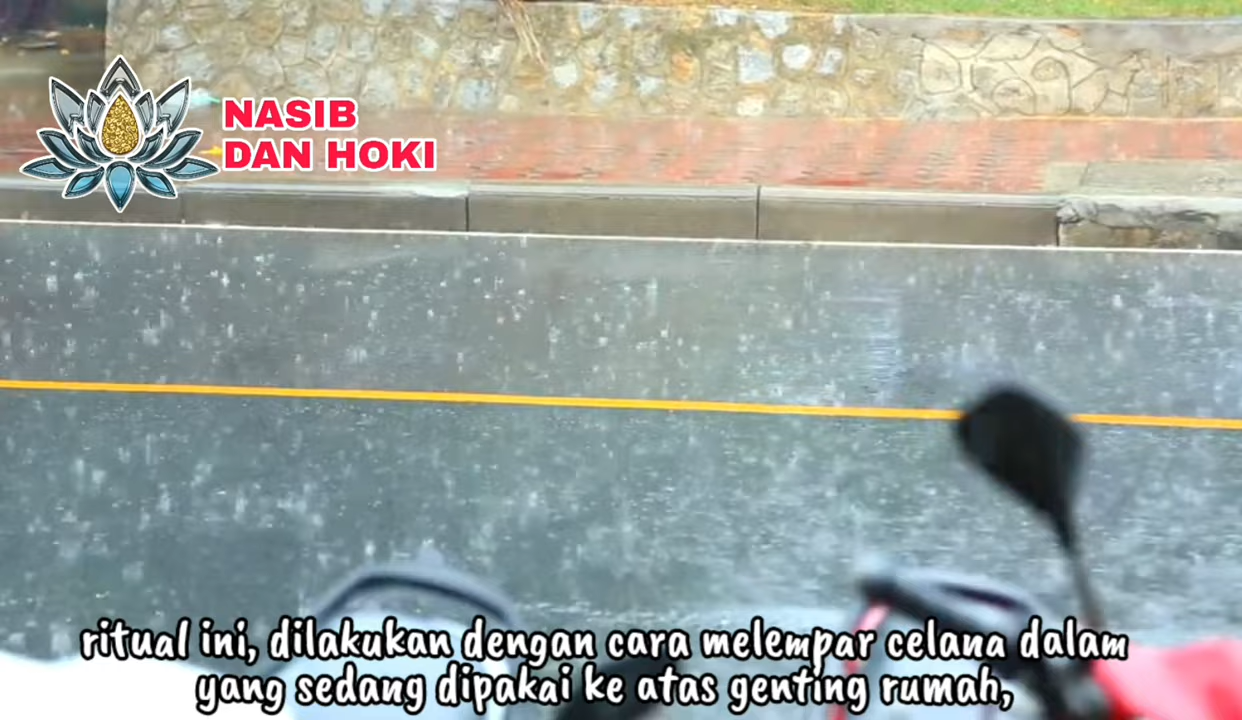 NASIB
DAN HOKI
ritual ini, dilakukan dengan cara melempar celana dalam
yang sedang dipakai ke atas genting rumah,